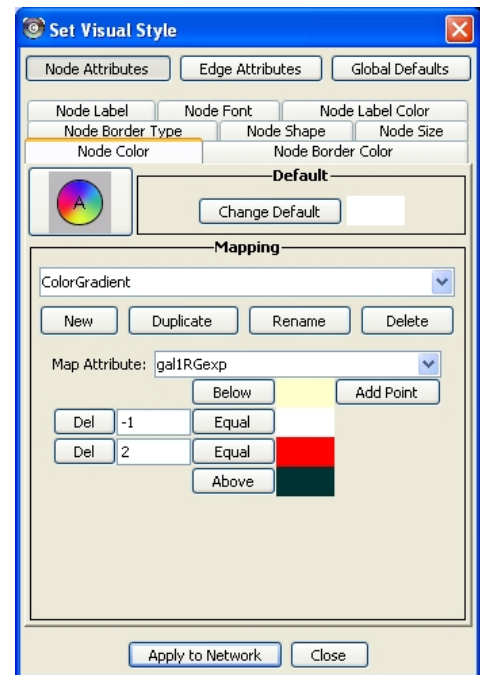 Set Visual Style
Node Attributes Edge Attributes Global Defaults
Node Label Node Font Node Label Color
Node Border Type Node Shape Node Size
Node Color Node Border Color
Default
A Change Default
Mapping
ColorGradient
New Duplicate Rename Delete
Map Attribute: gal1RGexp
Below Add Point
Del -1 Equal
Del 2 Equal
Above
Apply to Network Close